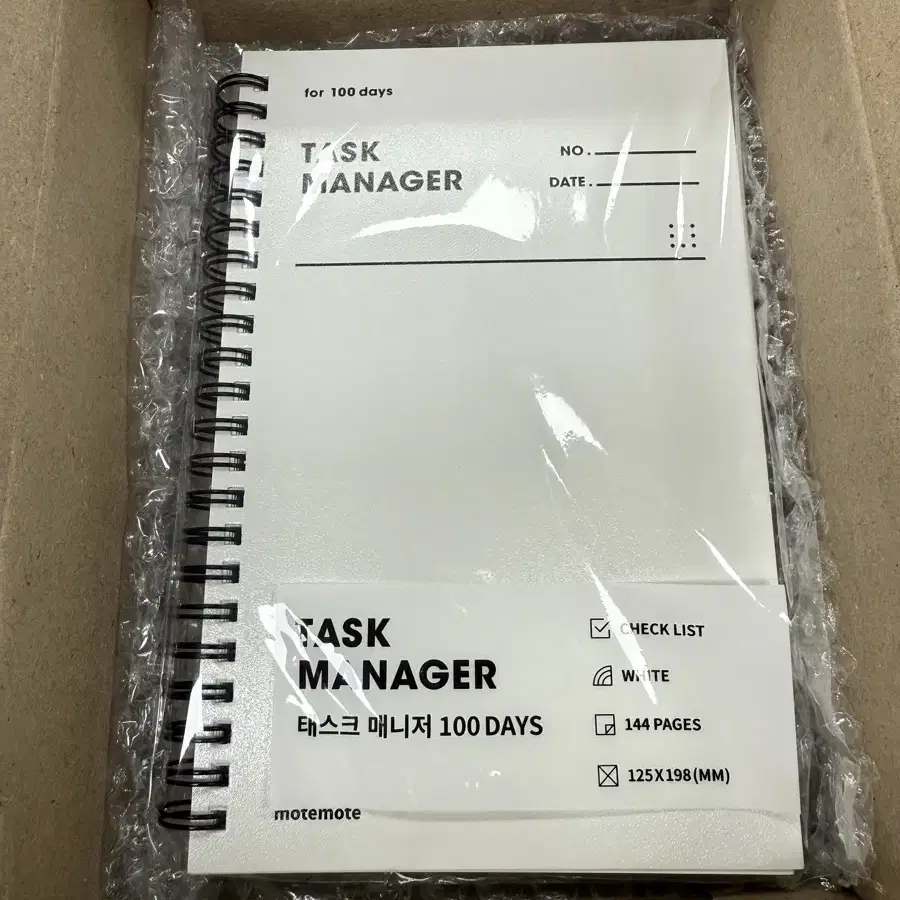 for 100 days
TASK
MANAGER
NO.
DATE.
TASK
MANAGER
태스크 매니저 100 DAYS
motemote
CHECK LIST
WHITE
144 PAGES
125X198(MM)